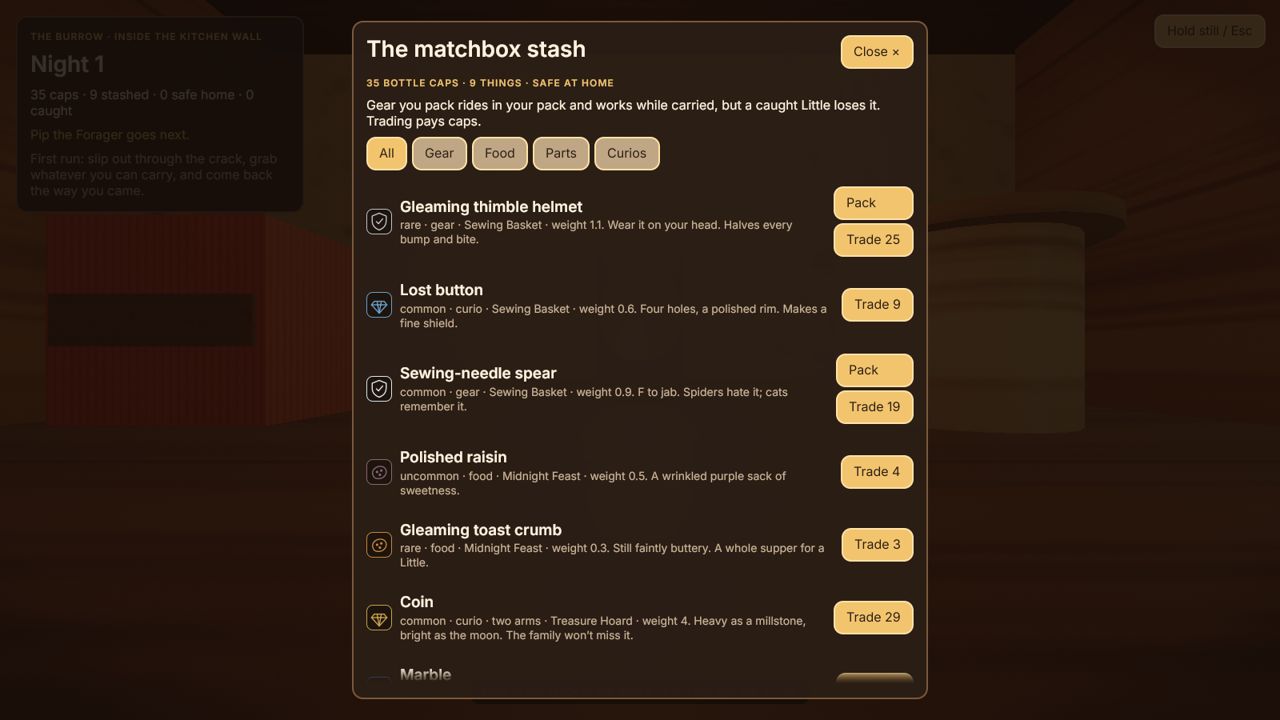 THE BURROW · INSIDE THE KITCHEN WALL
Night 1
35 caps · 9 stashed · 0 safe home · 0
caught
Pip the Forager goes next.
First run: slip out through the crack, grab
whatever you can carry, and come back
the way you came.
Hold still / Esc
The matchbox stash
Close ×
35 BOTTLE CAPS · 9 THINGS · SAFE AT HOME
Gear you pack rides in your pack and works while carried, but a caught Little loses it.
Trading pays caps.
All
Gear
Food
Parts
Curios
Gleaming thimble helmet
rare · gear · Sewing Basket · weight 1.1. Wear it on your head. Halves every
bump and bite.
Pack
Trade 25
Lost button
common · curio · Sewing Basket · weight 0.6. Four holes, a polished rim. Makes a
fine shield.
Trade 9
Sewing-needle spear
common · gear · Sewing Basket · weight 0.9. F to jab. Spiders hate it; cats
remember it.
Pack
Trade 19
Polished raisin
uncommon · food · Midnight Feast · weight 0.5. A wrinkled purple sack of
sweetness.
Trade 4
Gleaming toast crumb
rare · food · Midnight Feast · weight 0.3. Still faintly buttery. A whole supper for a
Little.
Trade 3
Coin
common · curio · two arms · Treasure Hoard · weight 4. Heavy as a millstone,
bright as the moon. The family won't miss it.
Trade 29
Marble